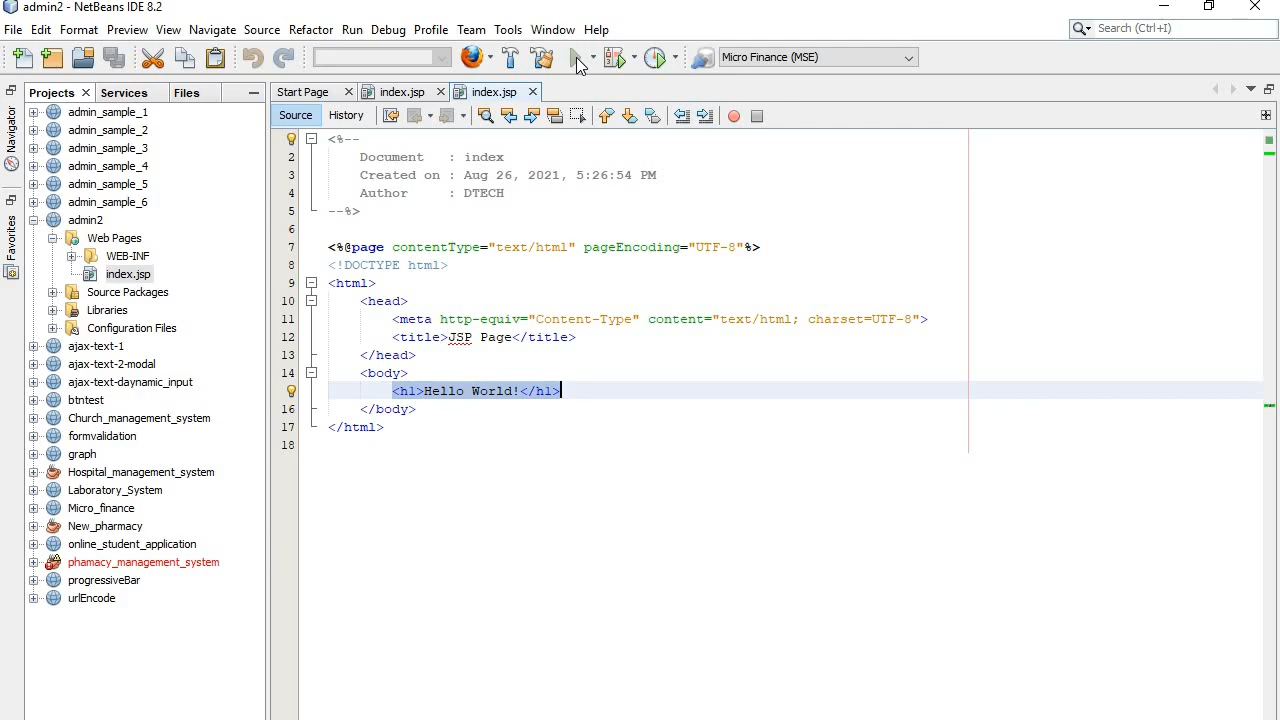 admin2 - NetBeans IDE 8.2
File Edit Format Preview View Navigate Source Refactor Run Debug Profile Team Tools Window Help
Search (Ctrl+I)
Micro Finance (MSE)
Projects Services Files
Start Page index.jsp index.jsp
Source History
Navigator
Favorites
admin_sample_1
admin_sample_2
admin_sample_3
admin_sample_4
admin_sample_5
admin_sample_6
admin2
Web Pages
WEB-INF
index.jsp
Source Packages
Libraries
Configuration Files
ajax-text-1
ajax-text-2-modal
ajax-text-daynamic_input
btntest
Church_management_system
formvalidation
graph
Hospital_management_system
Laboratory_System
Micro_finance
New_pharmacy
online_student_application
phamacy_management_system
progressiveBar
urlEncode
<%--
2 Document : index
3 Created on : Aug 26, 2021, 5:26:54 PM
4 Author : DTECH
5 --%>
6
7 <%@page contentType="text/html" pageEncoding="UTF-8"%>
8 <!DOCTYPE html>
9 <html>
10 <head>
11 <meta http-equiv="Content-Type" content="text/html; charset=UTF-8">
12 <title>JSP Page</title>
13 </head>
14 <body>
<h1>Hello World!</h1>
16 </body>
17 </html>
18